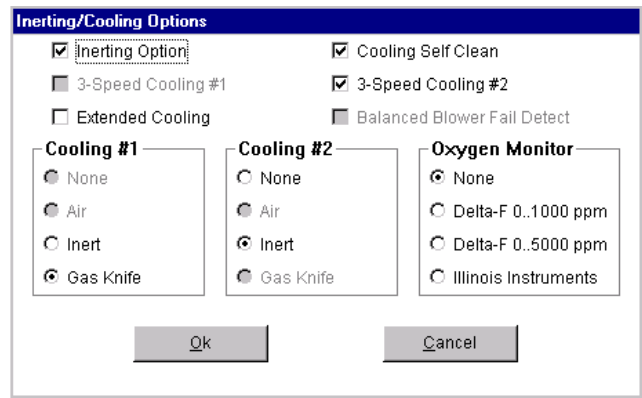 Inerting/Cooling Options
Inerting Option
Cooling Self Clean
3-Speed Cooling #1
3-Speed Cooling #2
Extended Cooling
Balanced Blower Fail Detect
Cooling #1
None
Air
Inert
Gas Knife
Cooling #2
None
Air
Inert
Gas Knife
Oxygen Monitor
None
Delta-F 0..1000 ppm
Delta-F 0..5000 ppm
Illinois Instruments
Ok
Cancel